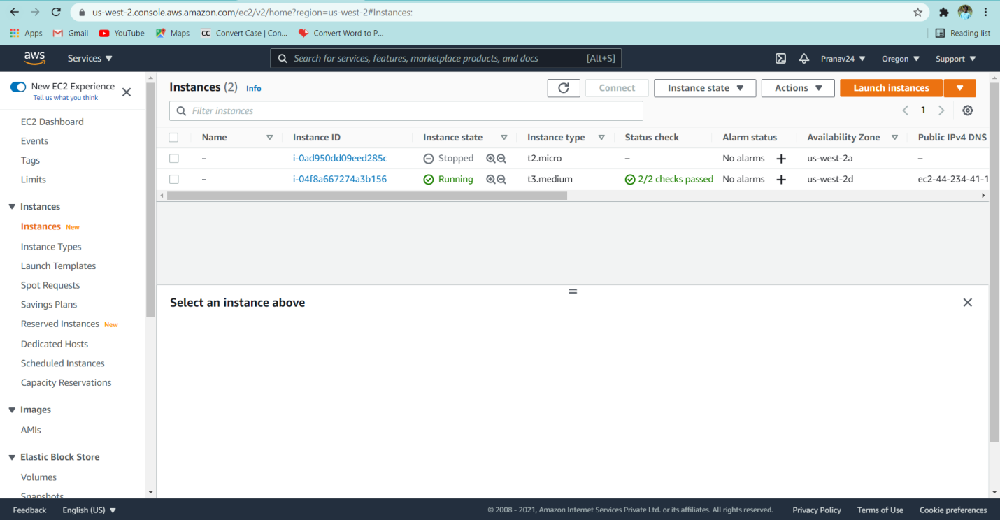 us-west-2.console.aws.amazon.com/ec2/v2/home?region=us-west-2#Instances:
Apps Gmail YouTube Maps CC Convert Case | Con... Convert Word to P... Reading list
aws Services Search for services, features, marketplace products, and docs [Alt+S] Pranav24 Oregon Support
New EC2 Experience
Tell us what you think
EC2 Dashboard
Events
Tags
Limits
Instances
Instances New
Instance Types
Launch Templates
Spot Requests
Savings Plans
Reserved Instances New
Dedicated Hosts
Scheduled Instances
Capacity Reservations
Images
AMIs
Elastic Block Store
Volumes
Snapshots
Instances (2) Info Connect Instance state Actions Launch instances
Filter instances 1
Name Instance ID Instance state Instance type Status check Alarm status Availability Zone Public IPv4 DNS
– i-0ad950dd09eed285c Stopped t2.micro – No alarms + us-west-2a –
– i-04f8a667274a3b156 Running t3.medium 2/2 checks passed No alarms + us-west-2d ec2-44-234-41-1
Select an instance above
Feedback English (US) © 2008 - 2021, Amazon Internet Services Private Ltd. or its affiliates. All rights reserved. Privacy Policy Terms of Use Cookie preferences